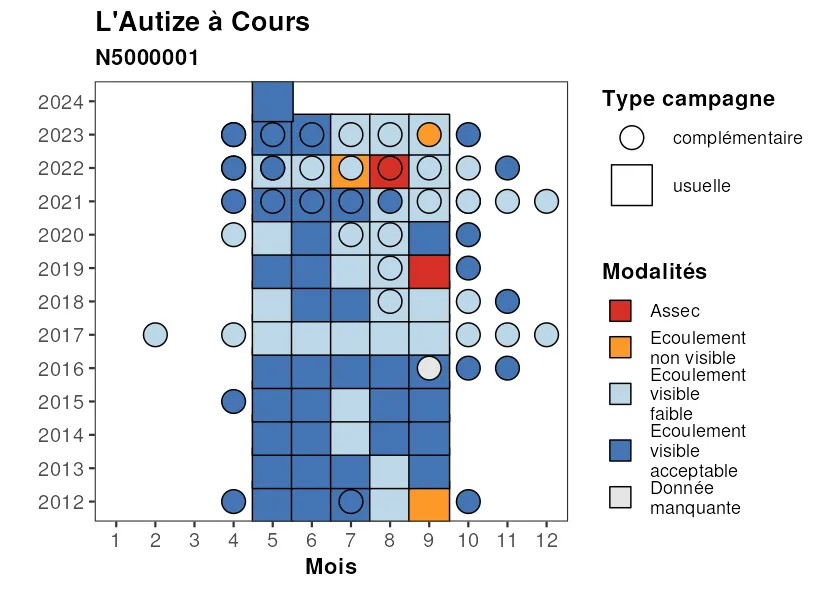 L'Autize à Cours
N5000001
2024
2023
2022
2021
2020
2019
2018
2017
2016
2015
2014
2013
2012
1 2 3 4 5 6 7 8 9 10 11 12
Mois
Type campagne
complémentaire
usuelle
Modalités
Assec
Ecoulement
non visible
Ecoulement
visible
faible
Ecoulement
visible
acceptable
Donnée
manquante